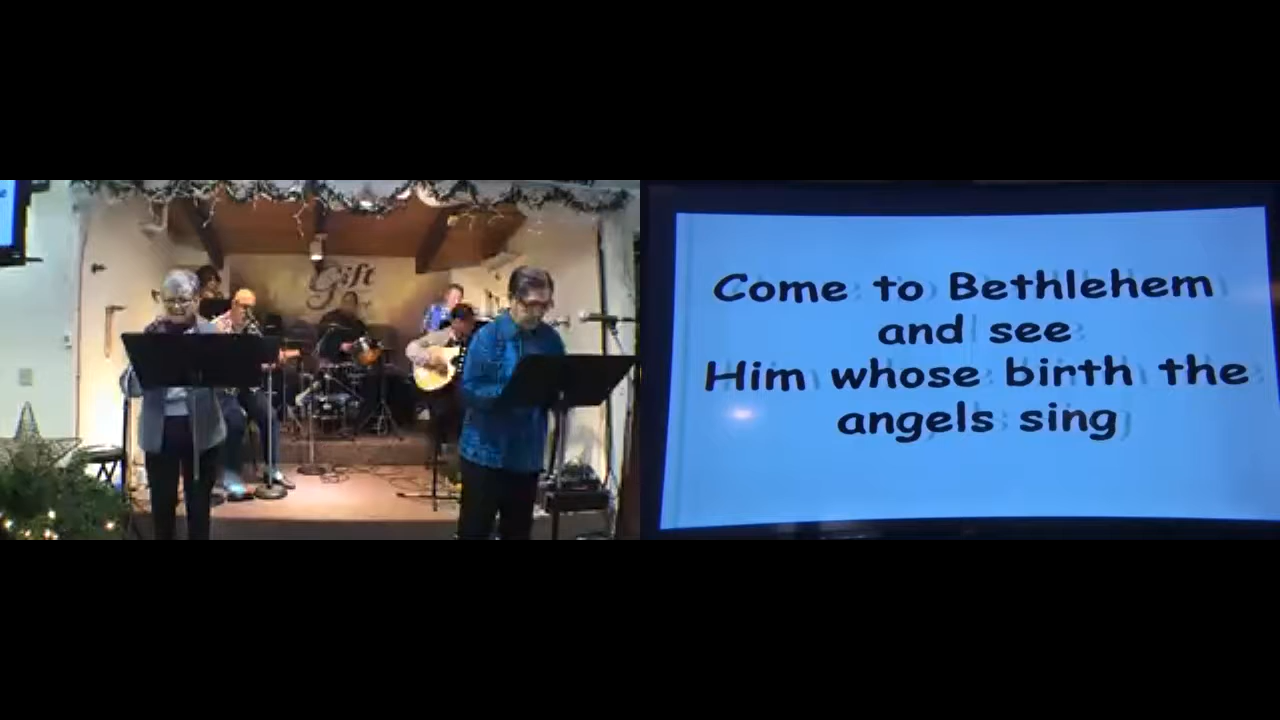 Gift
Come to Bethlehem
and see
Him whose birth the
angels sing